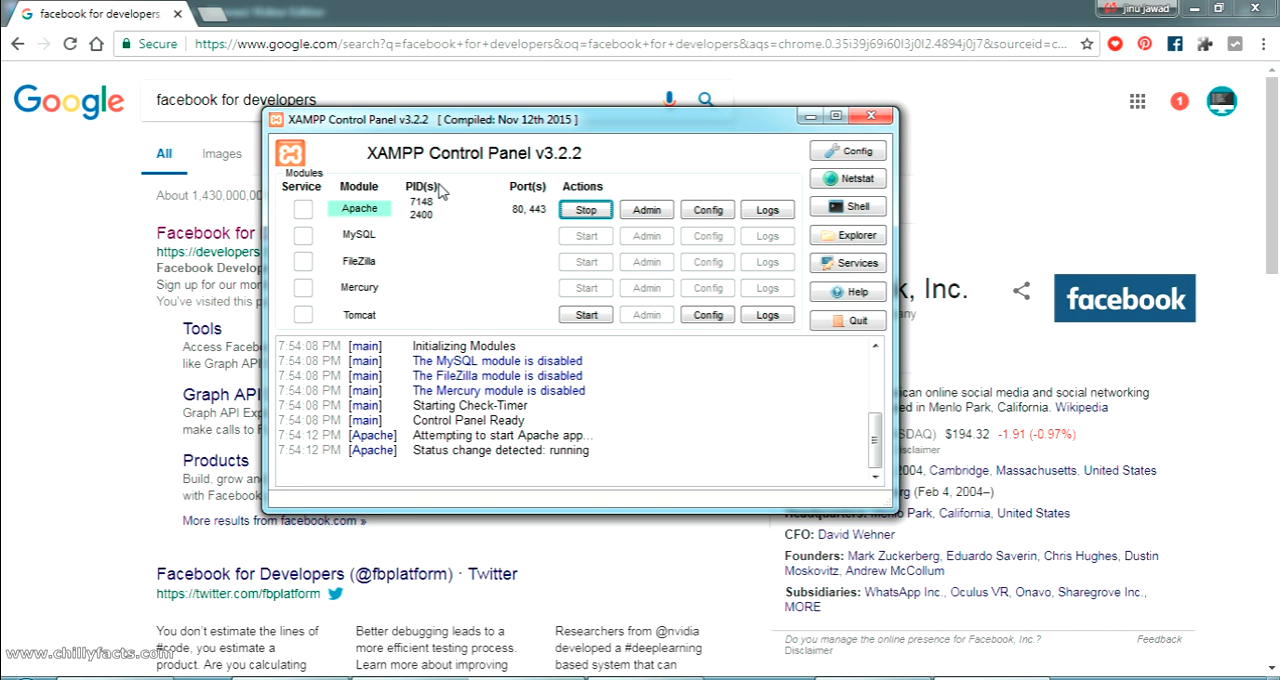 facebook for developers
jinu jawad
Secure
https://www.google.com/search?q=facebook+for+developers&oq=facebook+for+developers&aqs=chrome.0.35i39j69i60l3j0l2.4894j0j7&sourceid=c...
Google
facebook for developers
1
All
Images
About 1,430,000,
XAMPP Control Panel v3.2.2 [ Compiled: Nov 12th 2015 ]
XAMPP Control Panel v3.2.2
Config
Modules
Service Module PID(s) Port(s) Actions
Netstat
Apache 7148 2400 80, 443 Stop Admin Config Logs
Shell
MySQL Start Admin Config Logs
Explorer
FileZilla Start Admin Config Logs
Services
Mercury Start Admin Config Logs
Help
Tomcat Start Admin Config Logs
Quit
7:54:08 PM [main] Initializing Modules
7:54:08 PM [main] The MySQL module is disabled
7:54:08 PM [main] The FileZilla module is disabled
7:54:08 PM [main] The Mercury module is disabled
7:54:08 PM [main] Starting Check-Timer
7:54:08 PM [main] Control Panel Ready
7:54:12 PM [Apache] Attempting to start Apache app...
7:54:12 PM [Apache] Status change detected: running
Facebook for
https://developers
Facebook Develop
Sign up for our mon
You've visited this p
Tools
Access Faceb
like Graph API
Graph API
Graph API Exp
make calls to F
Products
Build, grow an
with Facebook
More results from facebook.com »
Facebook for Developers (@fbplatform) · Twitter
https://twitter.com/fbplatform
You don't estimate the lines of
#code, you estimate a
product. Are you calculating
Better debugging leads to a
more efficient testing process.
Learn more about improving
Researchers from @nvidia
developed a #deeplearning
based system that can
k, Inc.
any
facebook
ican online social media and social networking
ed in Menlo Park, California. Wikipedia
SDAQ) $194.32 -1.91 (-0.97%)
isclaimer
004, Cambridge, Massachusetts, United States
rg (Feb 4, 2004–)
Headquarters: Menlo Park, California, United States
CFO: David Wehner
Founders: Mark Zuckerberg, Eduardo Saverin, Chris Hughes, Dustin
Moskovitz, Andrew McCollum
Subsidiaries: WhatsApp Inc., Oculus VR, Onavo, Sharegrove Inc.,
MORE
Do you manage the online presence for Facebook, Inc.? Feedback
Disclaimer
www.chillyfacts.com